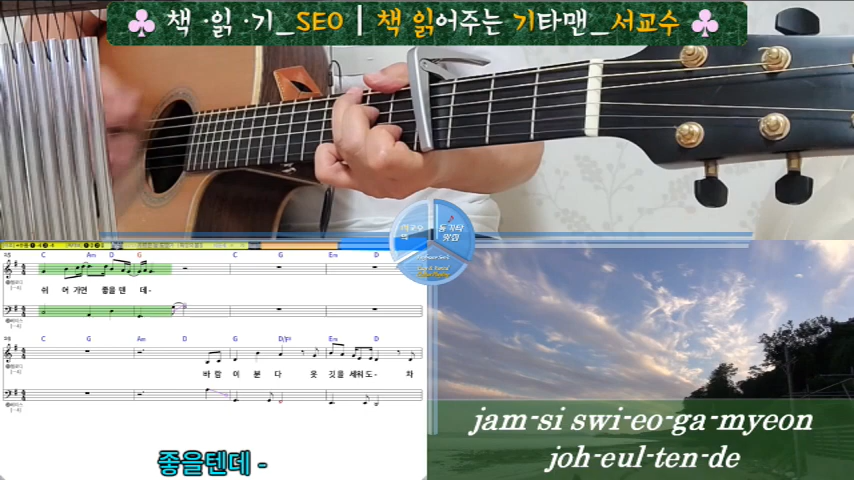 책 ·읽 ·기_SEO | 책 읽어주는 기타맨_서교수
C Am D G C G Em D
쉬 어 가면 좋을 텐 데-
C G Am D G D/F# Em D
바 람 이 분 다 옷 깃을 세워도- 차
좋을텐데 -
jam-si swi-eo-ga-myeon
joh-eul-ten-de